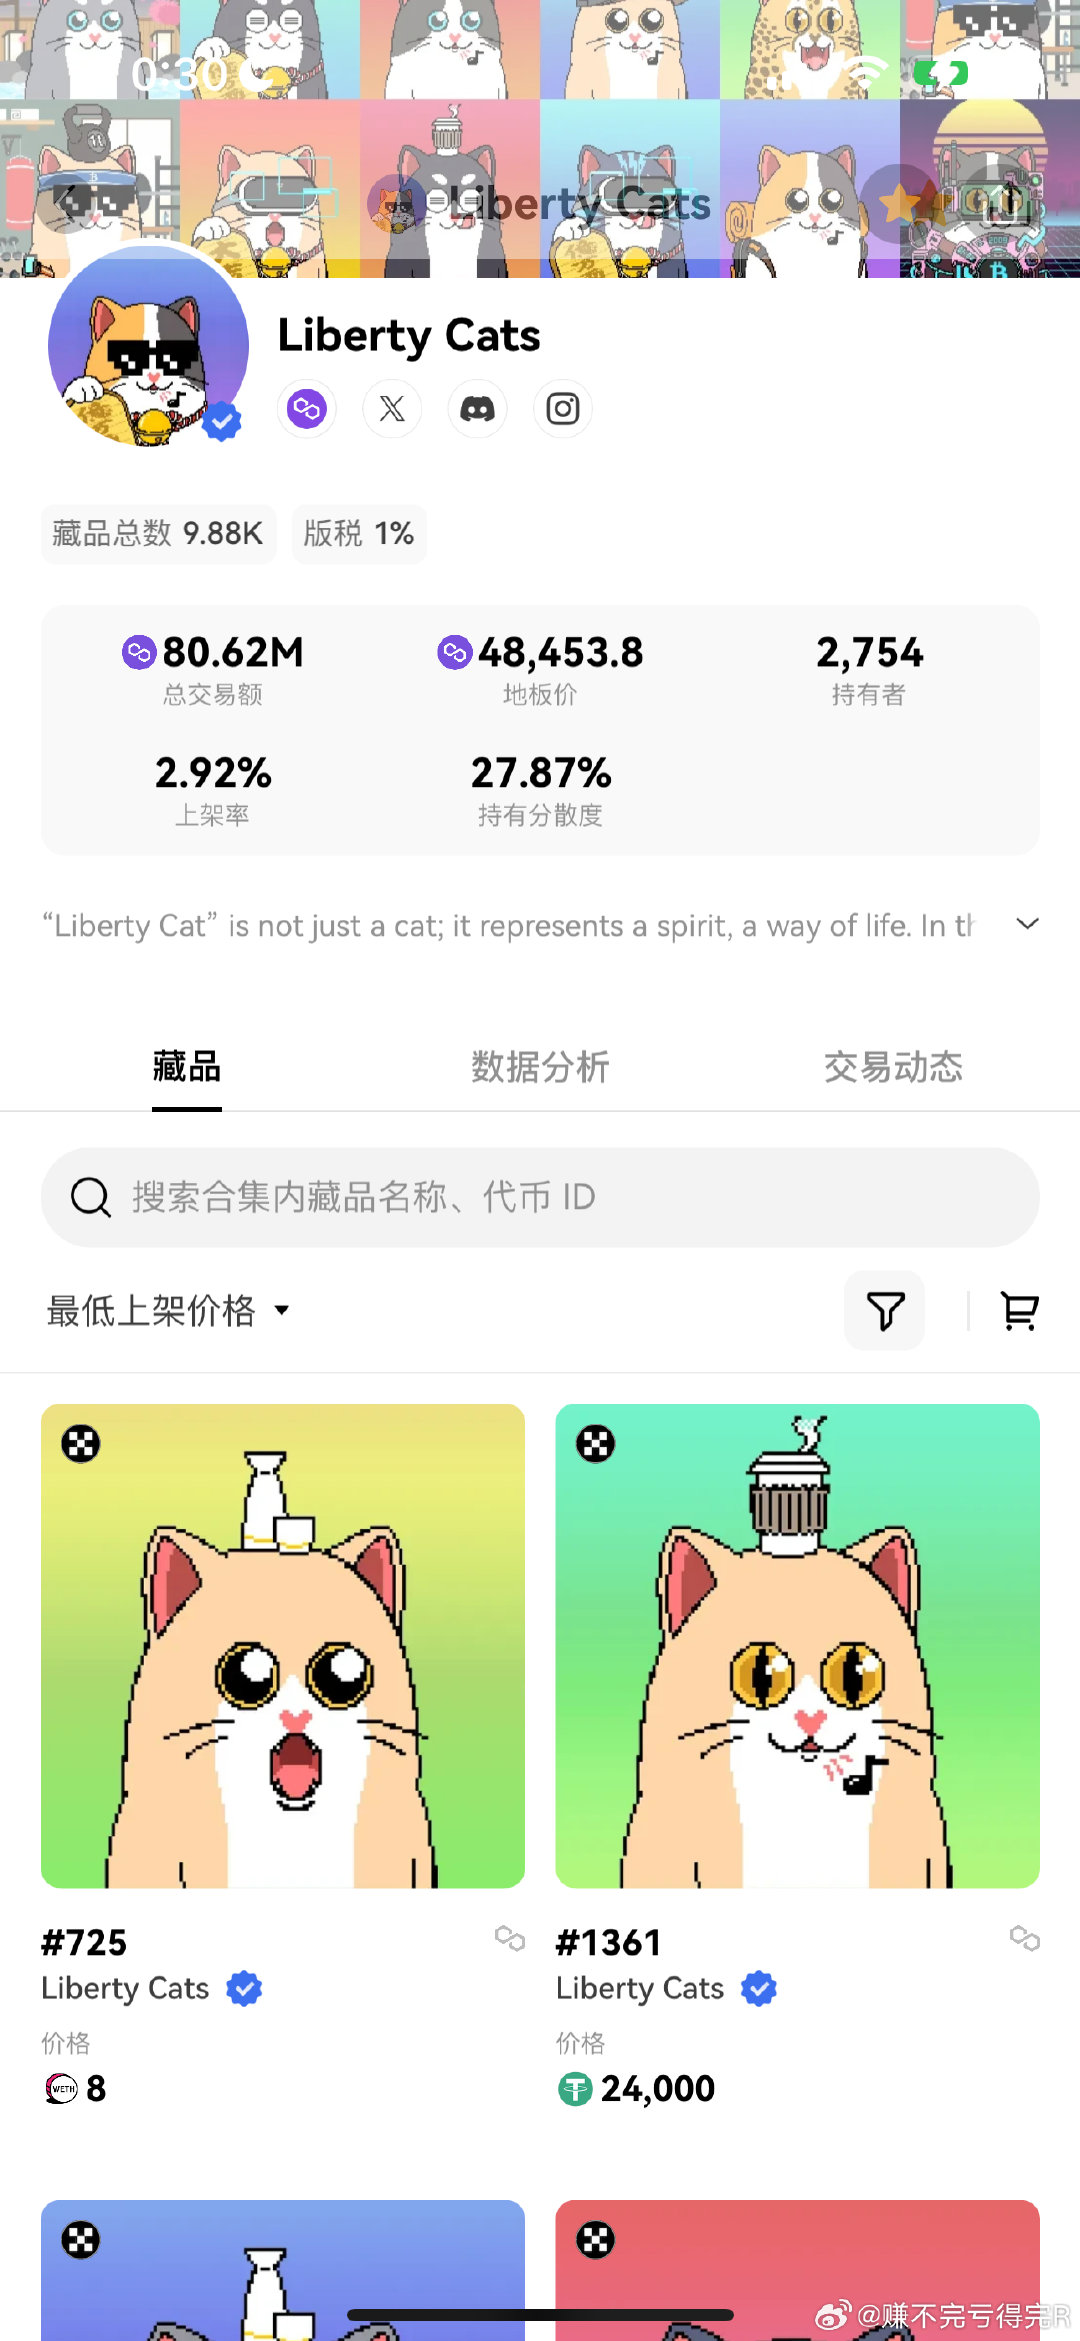 0:30
Liberty Cats
Liberty Cats
藏品总数 9.88K 版税 1%
80.62M 48,453.8 2,754
总交易额 地板价 持有者
2.92% 27.87%
上架率 持有分散度
“Liberty Cat” is not just a cat; it represents a spirit, a way of life. In th
藏品 数据分析 交易动态
搜索合集内藏品名称、代币 ID
最低上架价格
#725 #1361
Liberty Cats Liberty Cats
价格 价格
WETH 8 24,000
@赚不完亏得完R